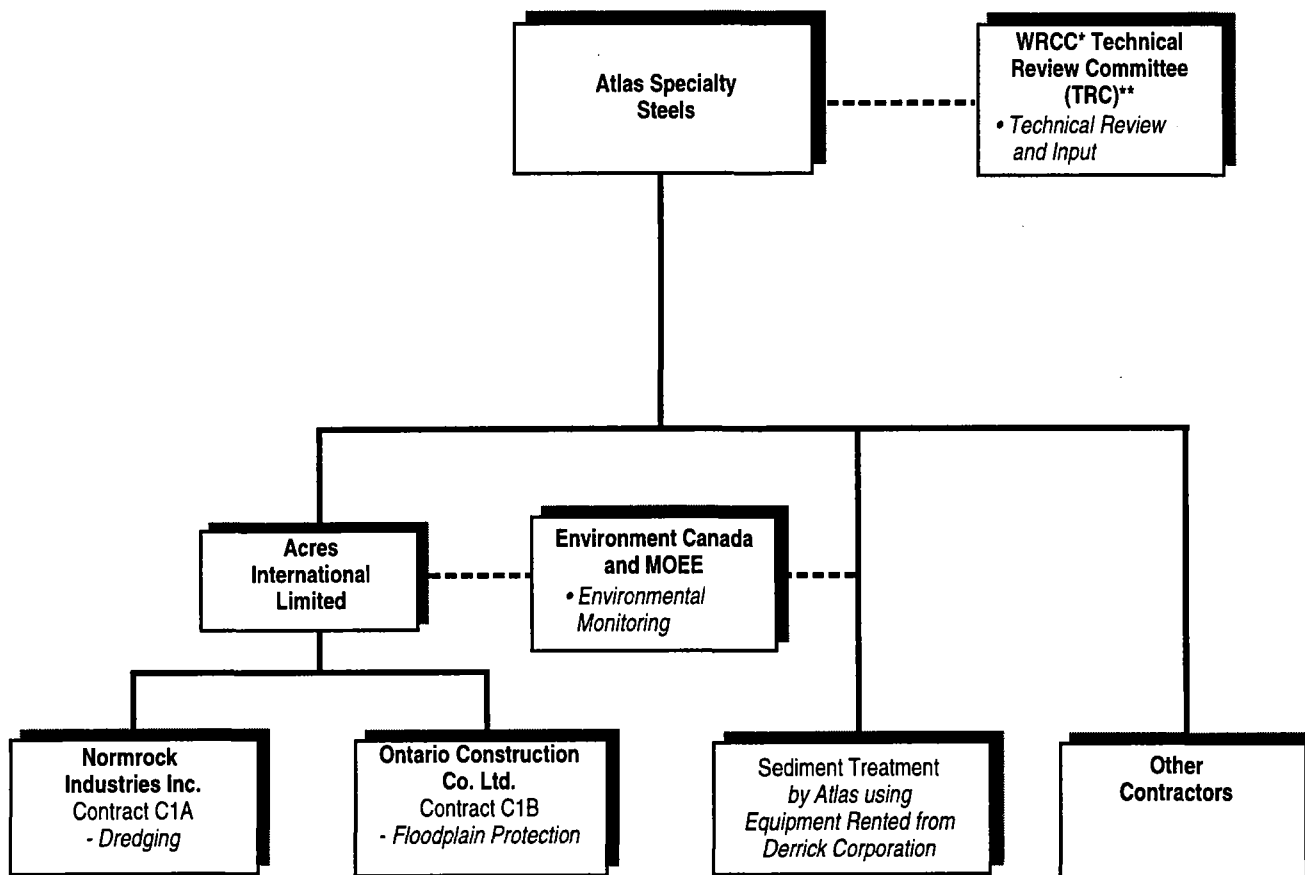 Atlas Specialty
Steels
WRCC* Technical
Review Committee
(TRC)**
• Technical Review
and Input
Acres
International
Limited
Environment Canada
and MOEE
• Environmental
Monitoring
Normrock
Industries Inc.
Contract C1A
- Dredging
Ontario Construction
Co. Ltd.
Contract C1B
- Floodplain Protection
Sediment Treatment
by Atlas using
Equipment Rented from
Derrick Corporation
Other
Contractors